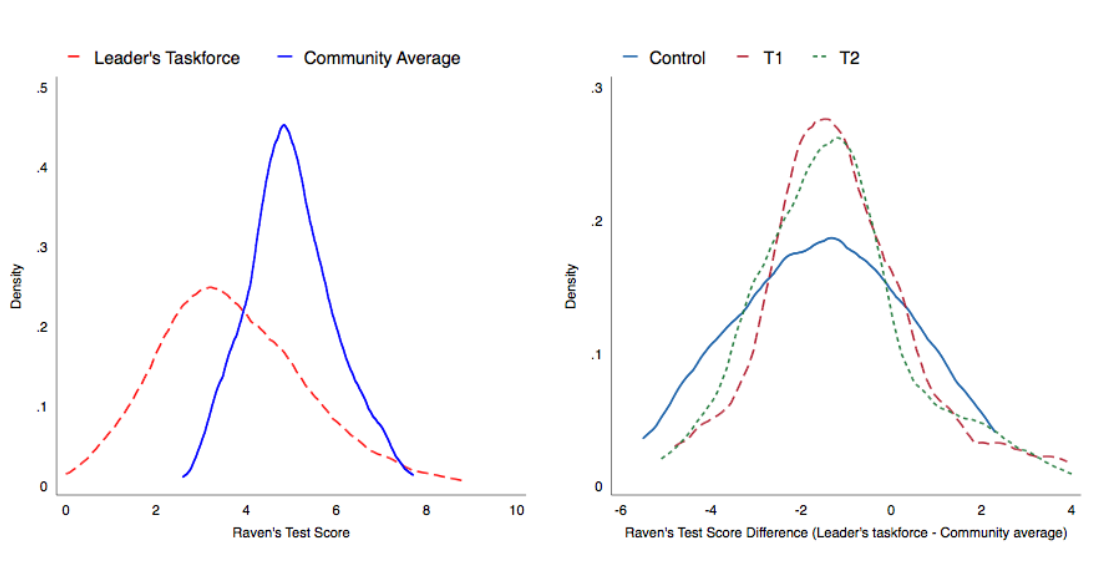 Leader's Taskforce Community Average
.5
.4
.3
.2
.1
0
Density
0 2 4 6 8 10
Raven's Test Score
Control T1 T2
.3
.2
.1
0
Density
-6 -4 -2 0 2 4
Raven's Test Score Difference (Leader's taskforce - Community average)